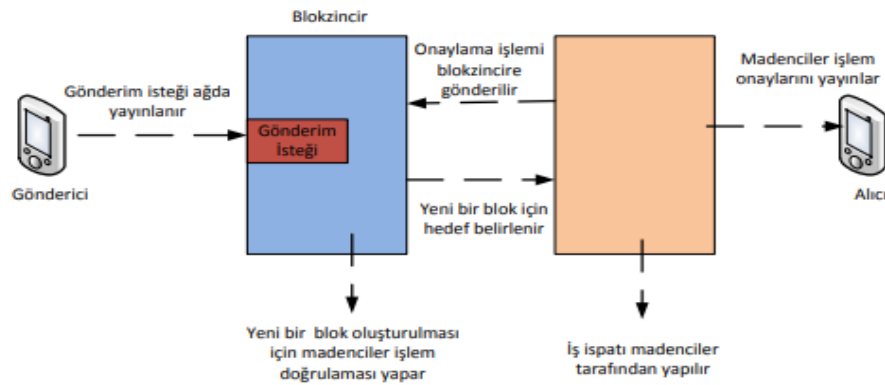 Blokzincir
Gönderim isteği ağda
yayınlanır
Gönderici
Gönderim
İsteği
Onaylama işlemi
blokzincire
gönderilir
Yeni bir blok için
hedef belirlenir
Madenciler işlem
onaylarını yayınlar
Alıcı
Yeni bir blok oluşturulması
için madenciler işlem
doğrulaması yapar
İş ispatı madenciler
tarafından yapılır